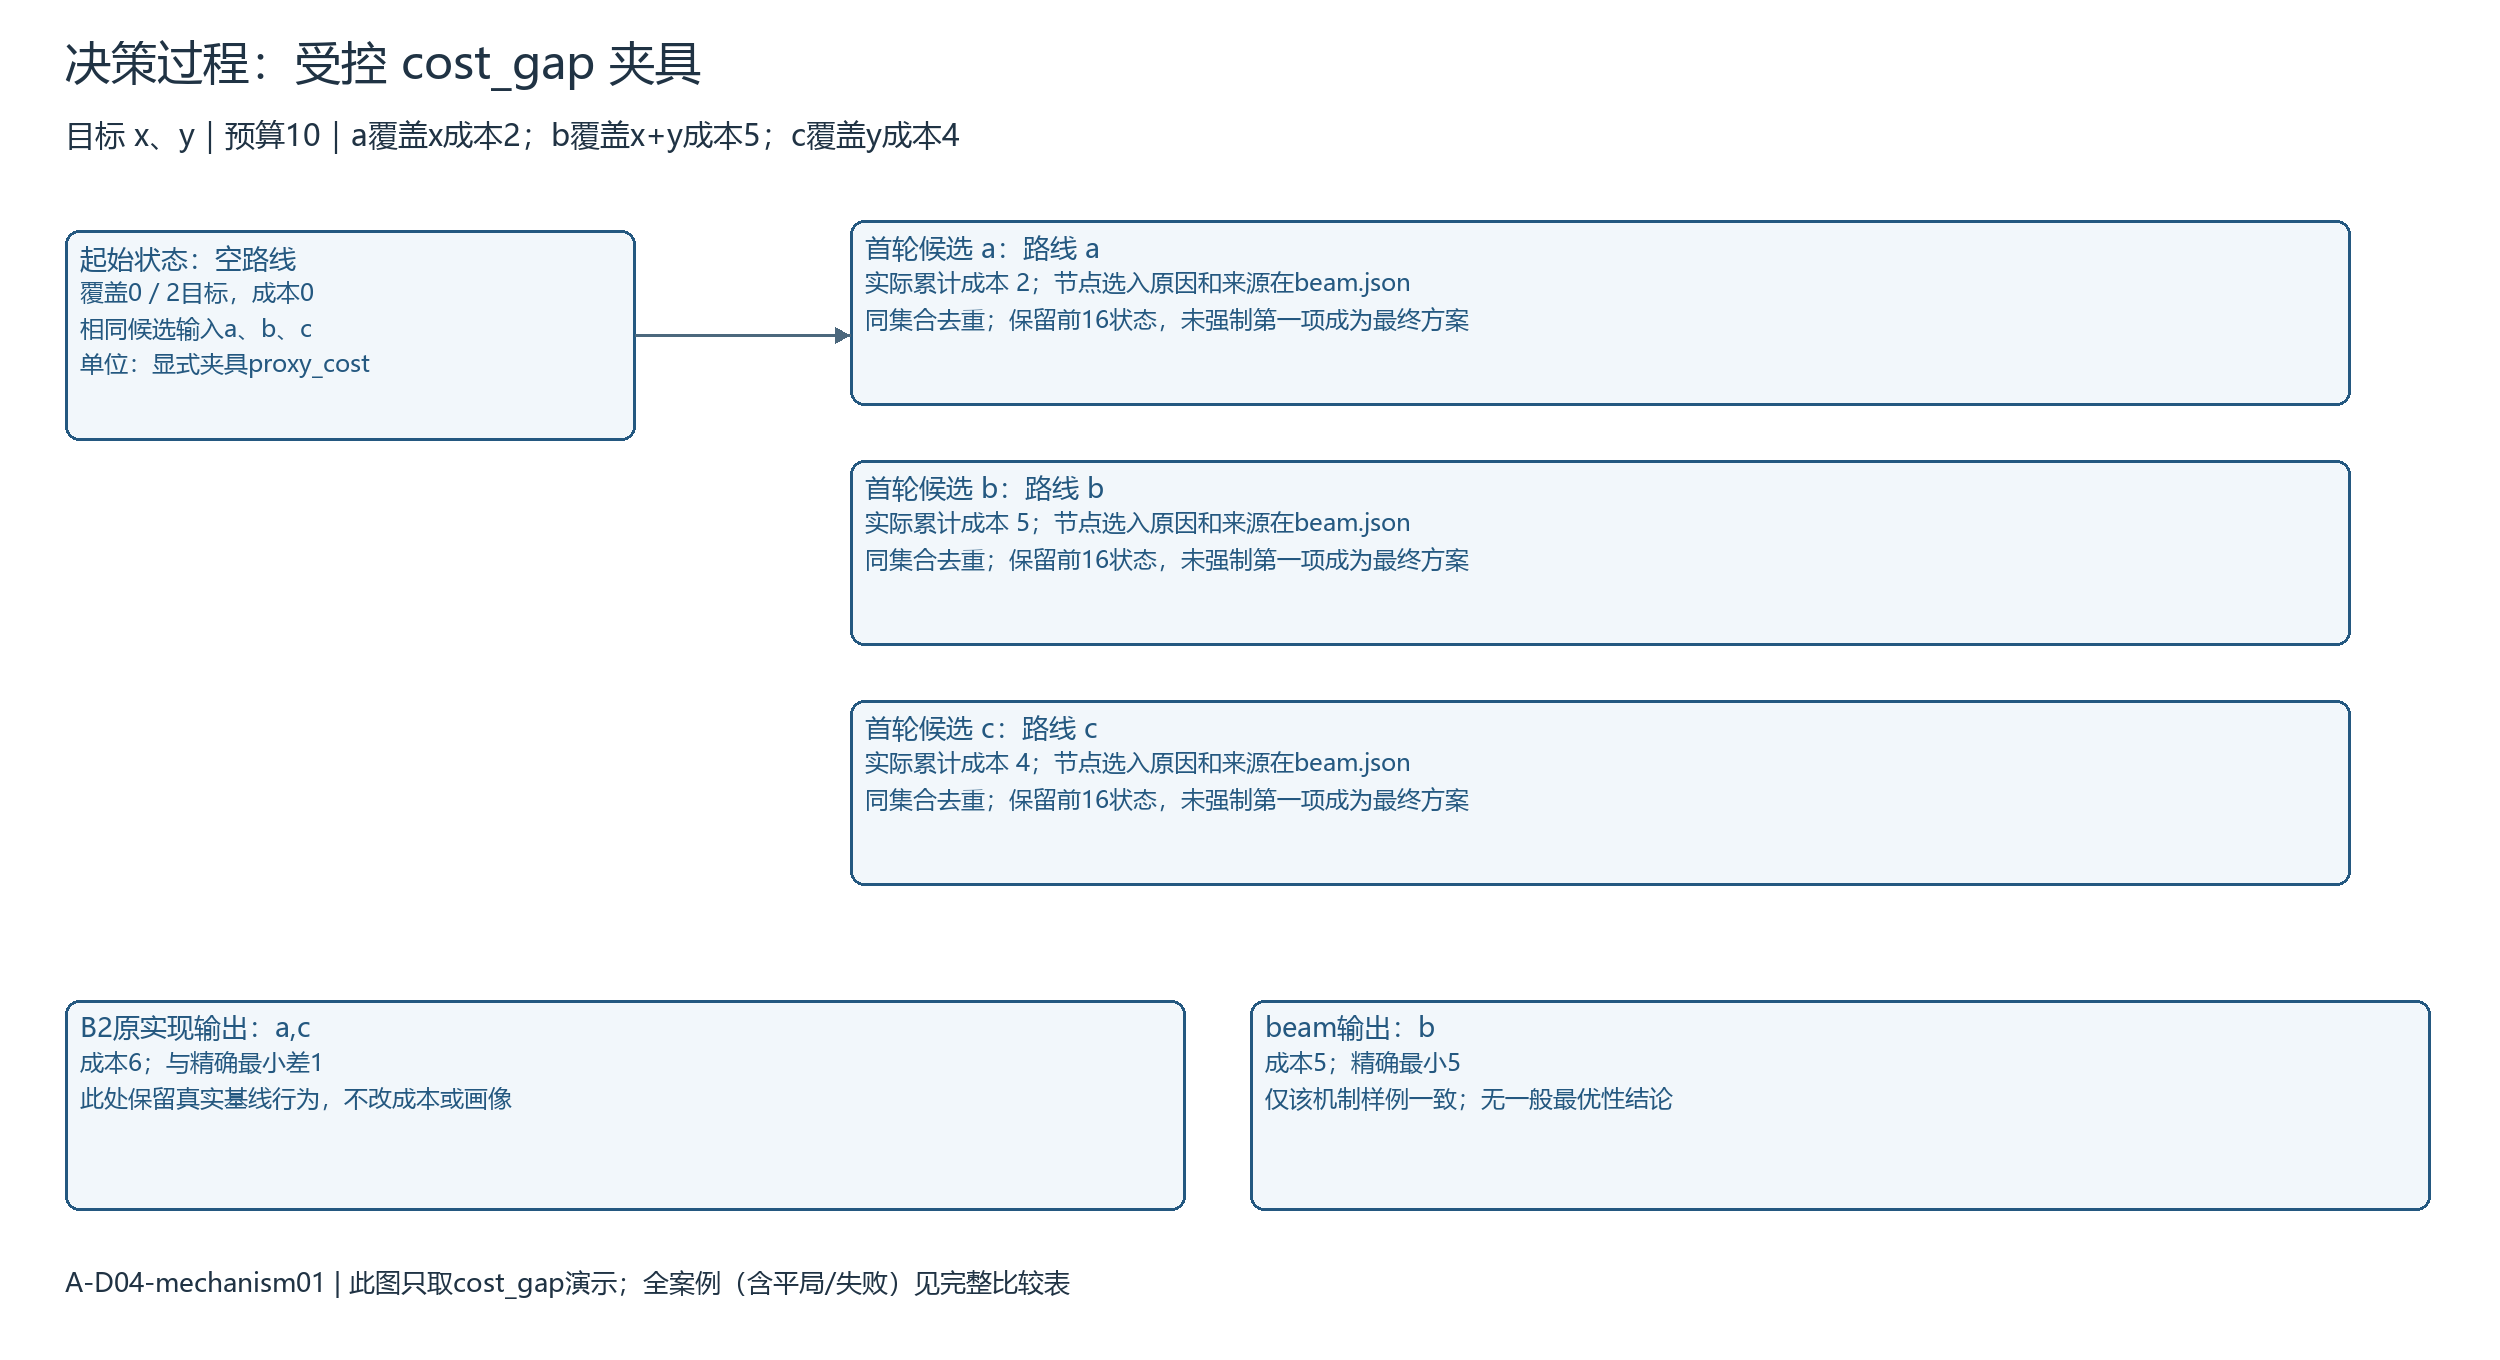 决策过程：受控 cost_gap 夹具
目标 x、y | 预算10 | a覆盖x成本2；b覆盖x+y成本5；c覆盖y成本4
起始状态：空路线
覆盖0 / 2目标，成本0
相同候选输入a、b、c
单位：显式夹具proxy_cost
首轮候选 a：路线 a
实际累计成本 2；节点选入原因和来源在beam.json
同集合去重；保留前16状态，未强制第一项成为最终方案
首轮候选 b：路线 b
实际累计成本 5；节点选入原因和来源在beam.json
同集合去重；保留前16状态，未强制第一项成为最终方案
首轮候选 c：路线 c
实际累计成本 4；节点选入原因和来源在beam.json
同集合去重；保留前16状态，未强制第一项成为最终方案
B2原实现输出：a,c
成本6；与精确最小差1
此处保留真实基线行为，不改成本或画像
beam输出：b
成本5；精确最小5
仅该机制样例一致；无一般最优性结论
A-D04-mechanism01 | 此图只取cost_gap演示；全案例（含平局/失败）见完整比较表